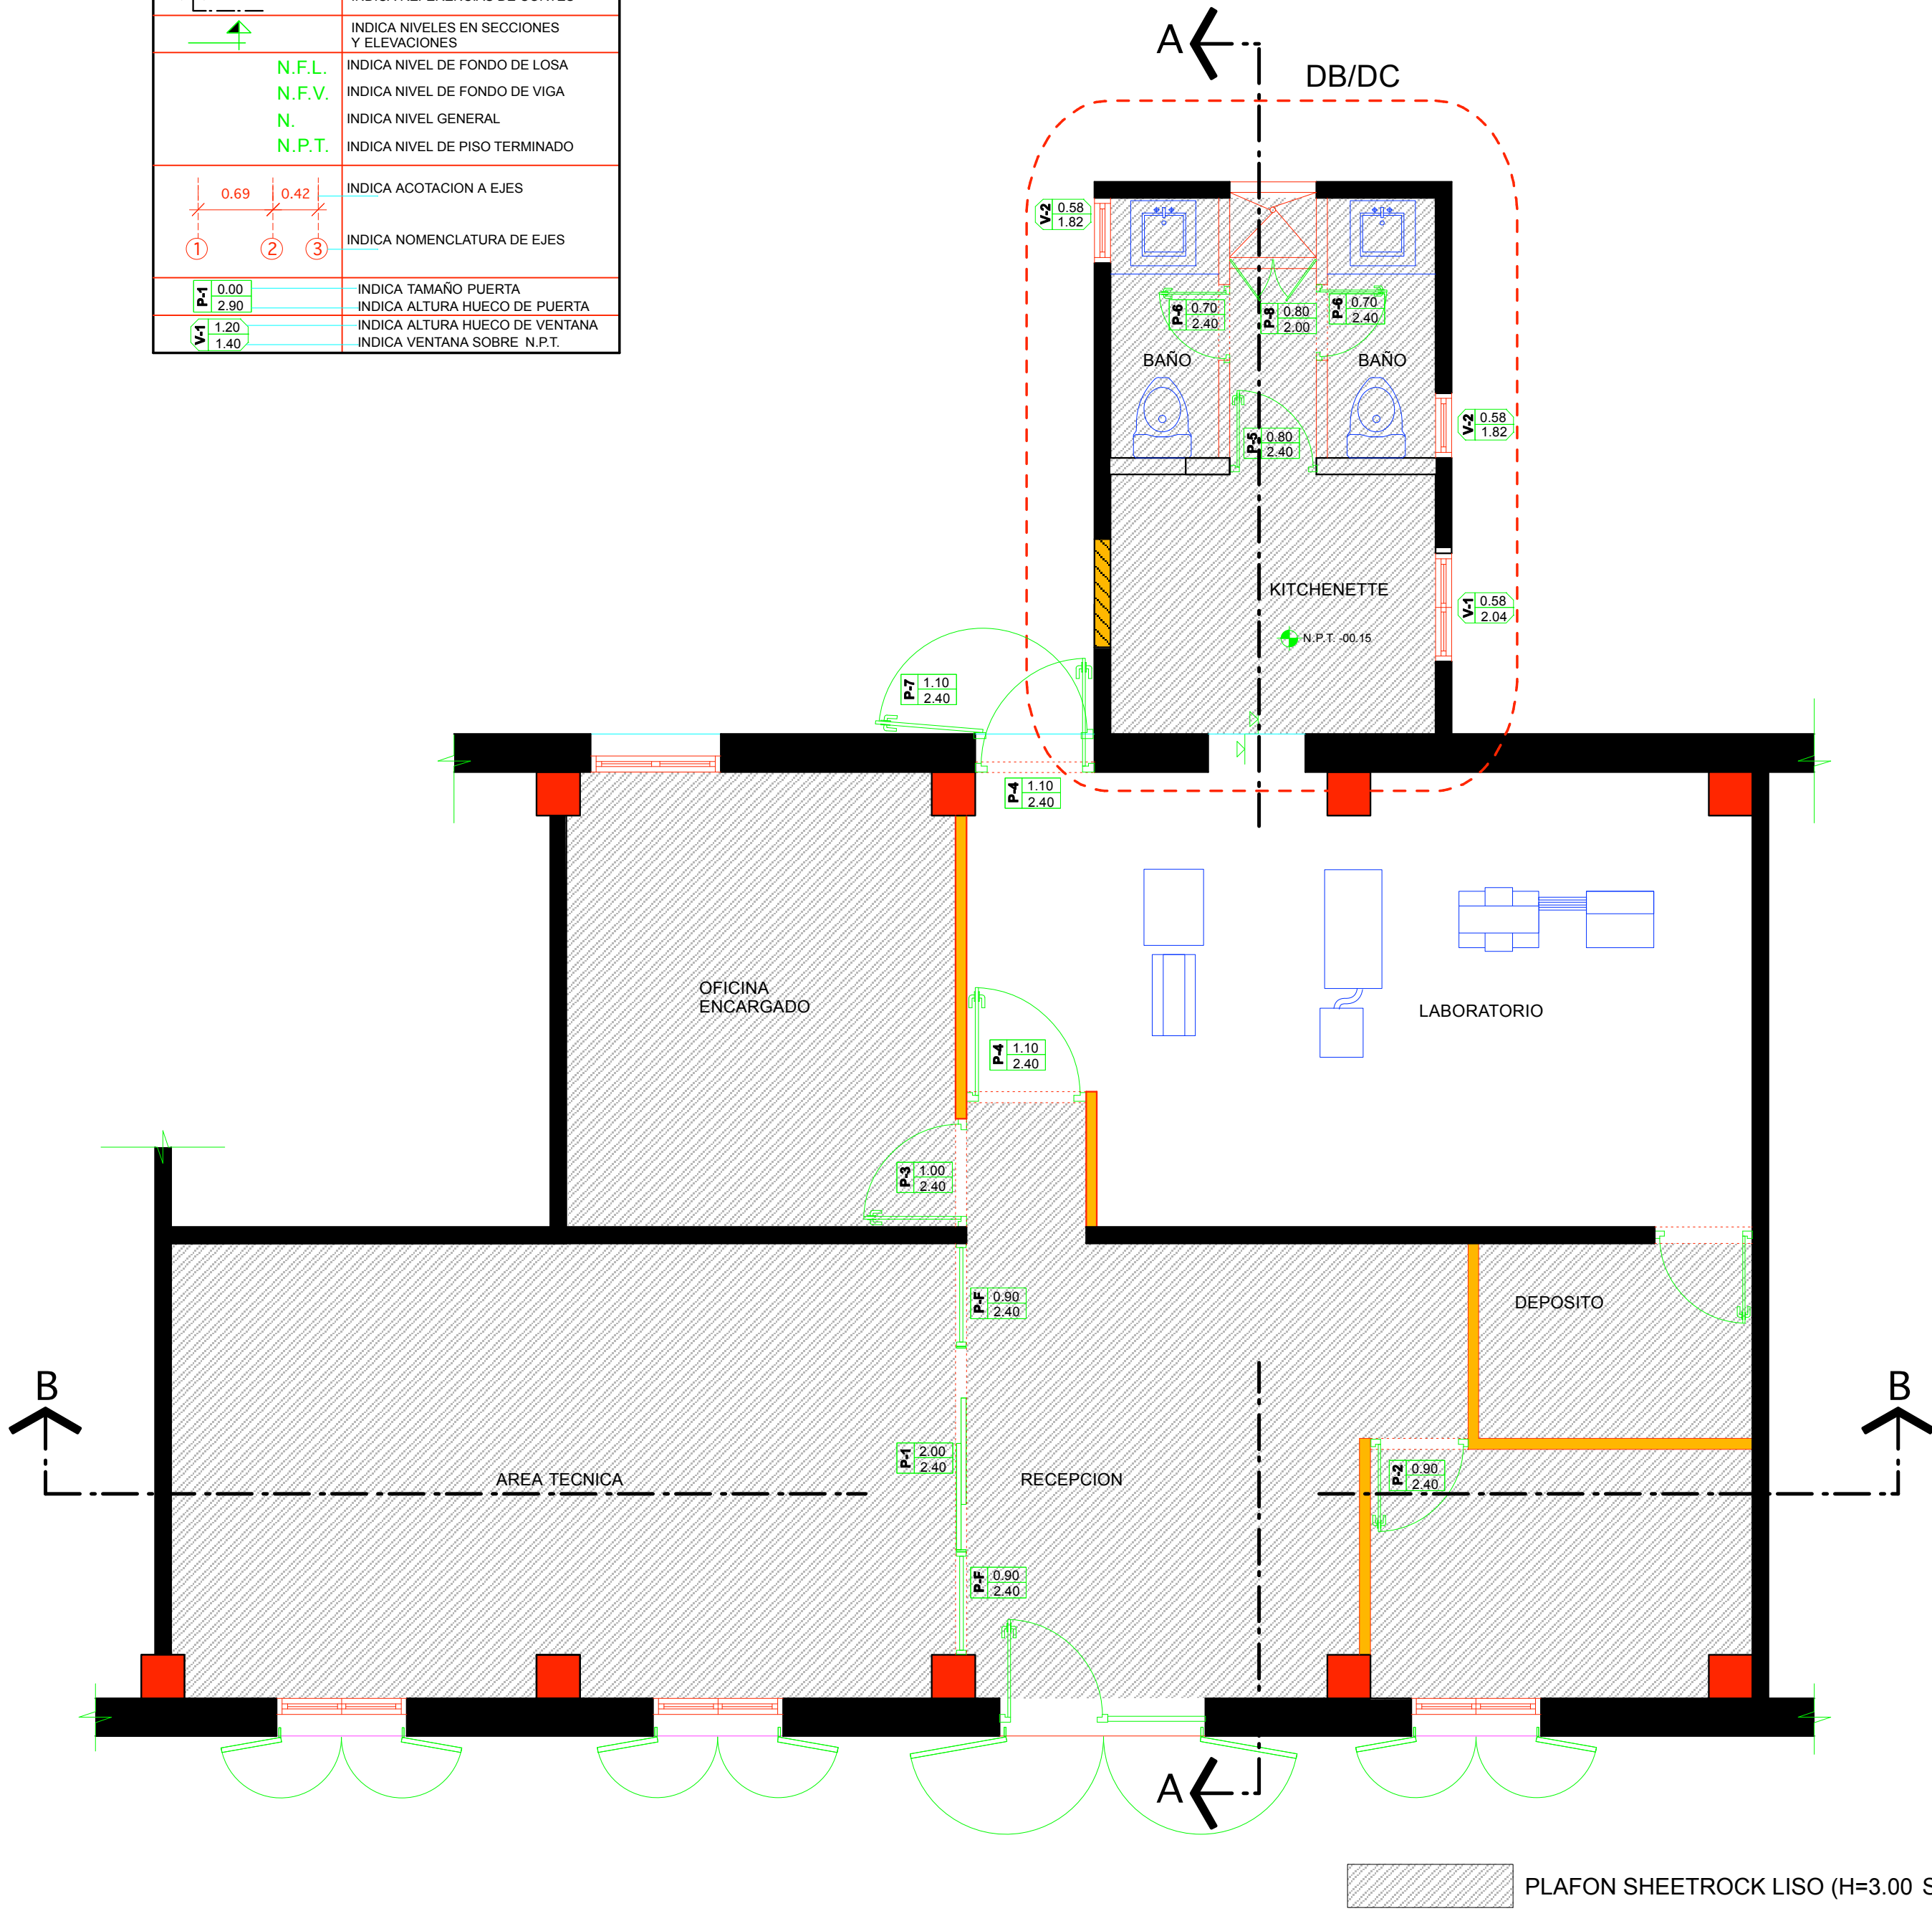 INDICA NIVELES EN SECCIONES
Y ELEVACIONES
N.F.L. INDICA NIVEL DE FONDO DE LOSA
N.F.V. INDICA NIVEL DE FONDO DE VIGA
N. INDICA NIVEL GENERAL
N.P.T. INDICA NIVEL DE PISO TERMINADO
0.69 0.42 INDICA ACOTACION A EJES
1 2 3 INDICA NOMENCLATURA DE EJES
P-1 0.00 INDICA TAMAÑO PUERTA
2.90 INDICA ALTURA HUECO DE PUERTA
V-1 1.20 INDICA ALTURA HUECO DE VENTANA
1.40 INDICA VENTANA SOBRE N.P.T.
A
DB/DC
V-2 0.58
1.82
P-6 0.70
2.40
P-8 0.80
2.00
P-6 0.70
2.40
BAÑO
BAÑO
V-2 0.58
1.82
P-5 0.80
2.40
KITCHENETTE
V-1 0.58
2.04
N.P.T. -00.15
P-7 1.10
2.40
P-4 1.10
2.40
OFICINA
ENCARGADO
LABORATORIO
P-4 1.10
2.40
P-3 1.00
2.40
P-F 0.90
2.40
DEPOSITO
B
B
P-1 2.00
2.40
AREA TECNICA
RECEPCION
P-2 0.90
2.40
P-F 0.90
2.40
A
PLAFON SHEETROCK LISO (H=3.00